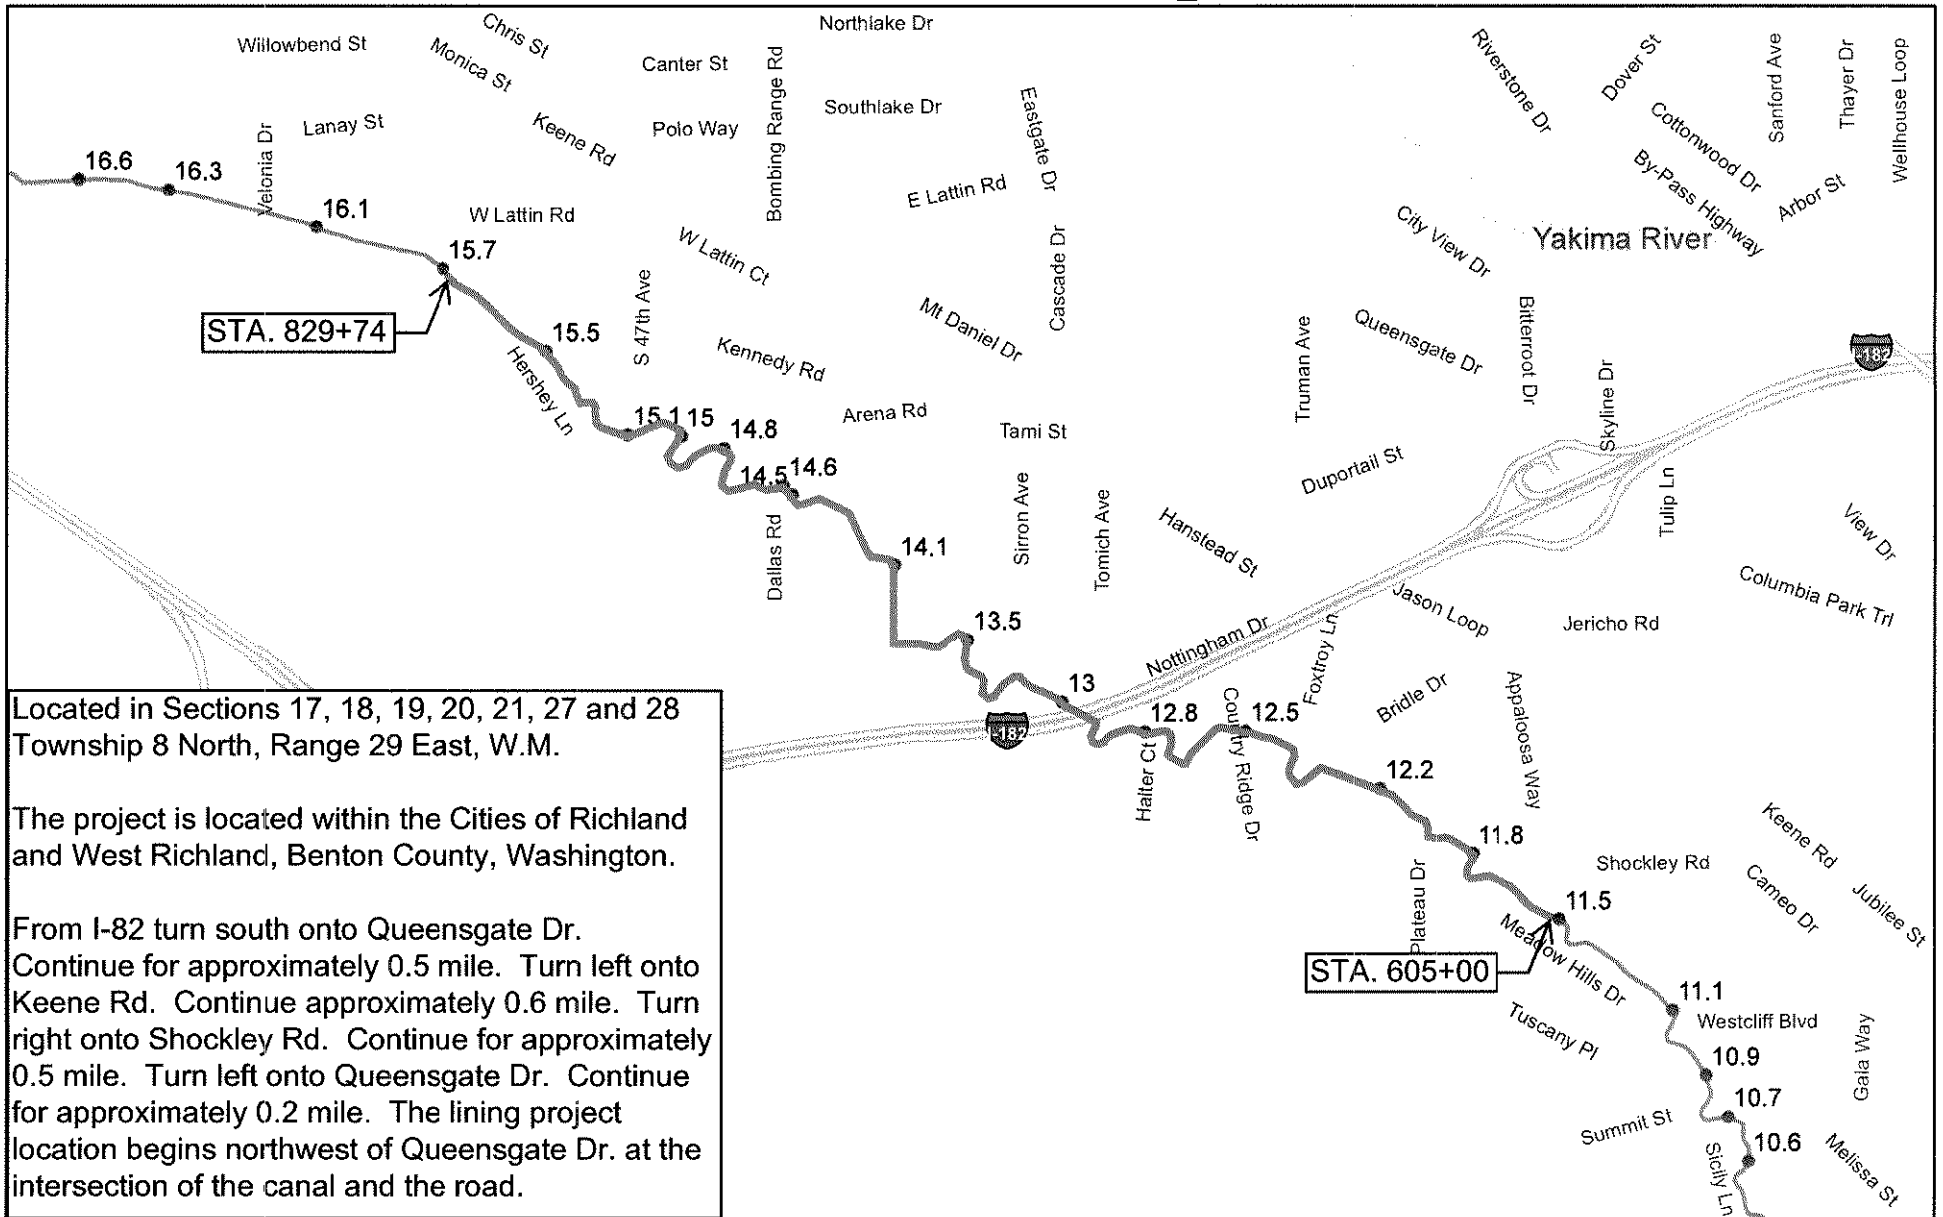 Northlake Dr
Chris St
Willowbend St
Monica St
Canter St
Bombing Range Rd
Riverstone Dr
Dover St
Sanford Ave
Thayer Dr
Wellhouse Loop
Lanay St
Velonia Dr
Keene Rd
Polo Way
Southlake Dr
Eastgate Dr
Cottonwood Dr
By-Pass Highway
Arbor St
16.6
16.3
16.1
W Lattin Rd
E Lattin Rd
City View Dr
Yakima River
15.7
W Lattin Ct
Cascade Dr
STA. 829+74
15.5
S 47th Ave
Kennedy Rd
Mt Daniel Dr
Truman Ave
Queensgate Dr
Bitterroot Dr
Skyline Dr
I-182
Hershey Ln
15.1
15
14.8
Arena Rd
Tami St
14.5
14.6
Duportail St
Tulip Ln
View Dr
Dallas Rd
14.1
Sirron Ave
Tomich Ave
Hanstead St
Jason Loop
Jericho Rd
Columbia Park Trl
13.5
Nottingham Dr
Foxtroy Ln
13
I-182
12.8
Halter Ct
Country Ridge Dr
12.5
Bridle Dr
Appaloosa Way
12.2
11.8
Plateau Dr
Shockley Rd
Keene Rd
Cameo Dr
Jubilee St
11.5
Meadow Hills Dr
STA. 605+00
11.1
Westcliff Blvd
Tuscany Pl
10.9
Gala Way
10.7
Summit St
10.6
Sicily Ln
Melissa St
Located in Sections 17, 18, 19, 20, 21, 27 and 28
Township 8 North, Range 29 East, W.M.
The project is located within the Cities of Richland
and West Richland, Benton County, Washington.
From I-82 turn south onto Queensgate Dr.
Continue for approximately 0.5 mile. Turn left onto
Keene Rd. Continue approximately 0.6 mile. Turn
right onto Shockley Rd. Continue for approximately
0.5 mile. Turn left onto Queensgate Dr. Continue
for approximately 0.2 mile. The lining project
location begins northwest of Queensgate Dr. at the
intersection of the canal and the road.